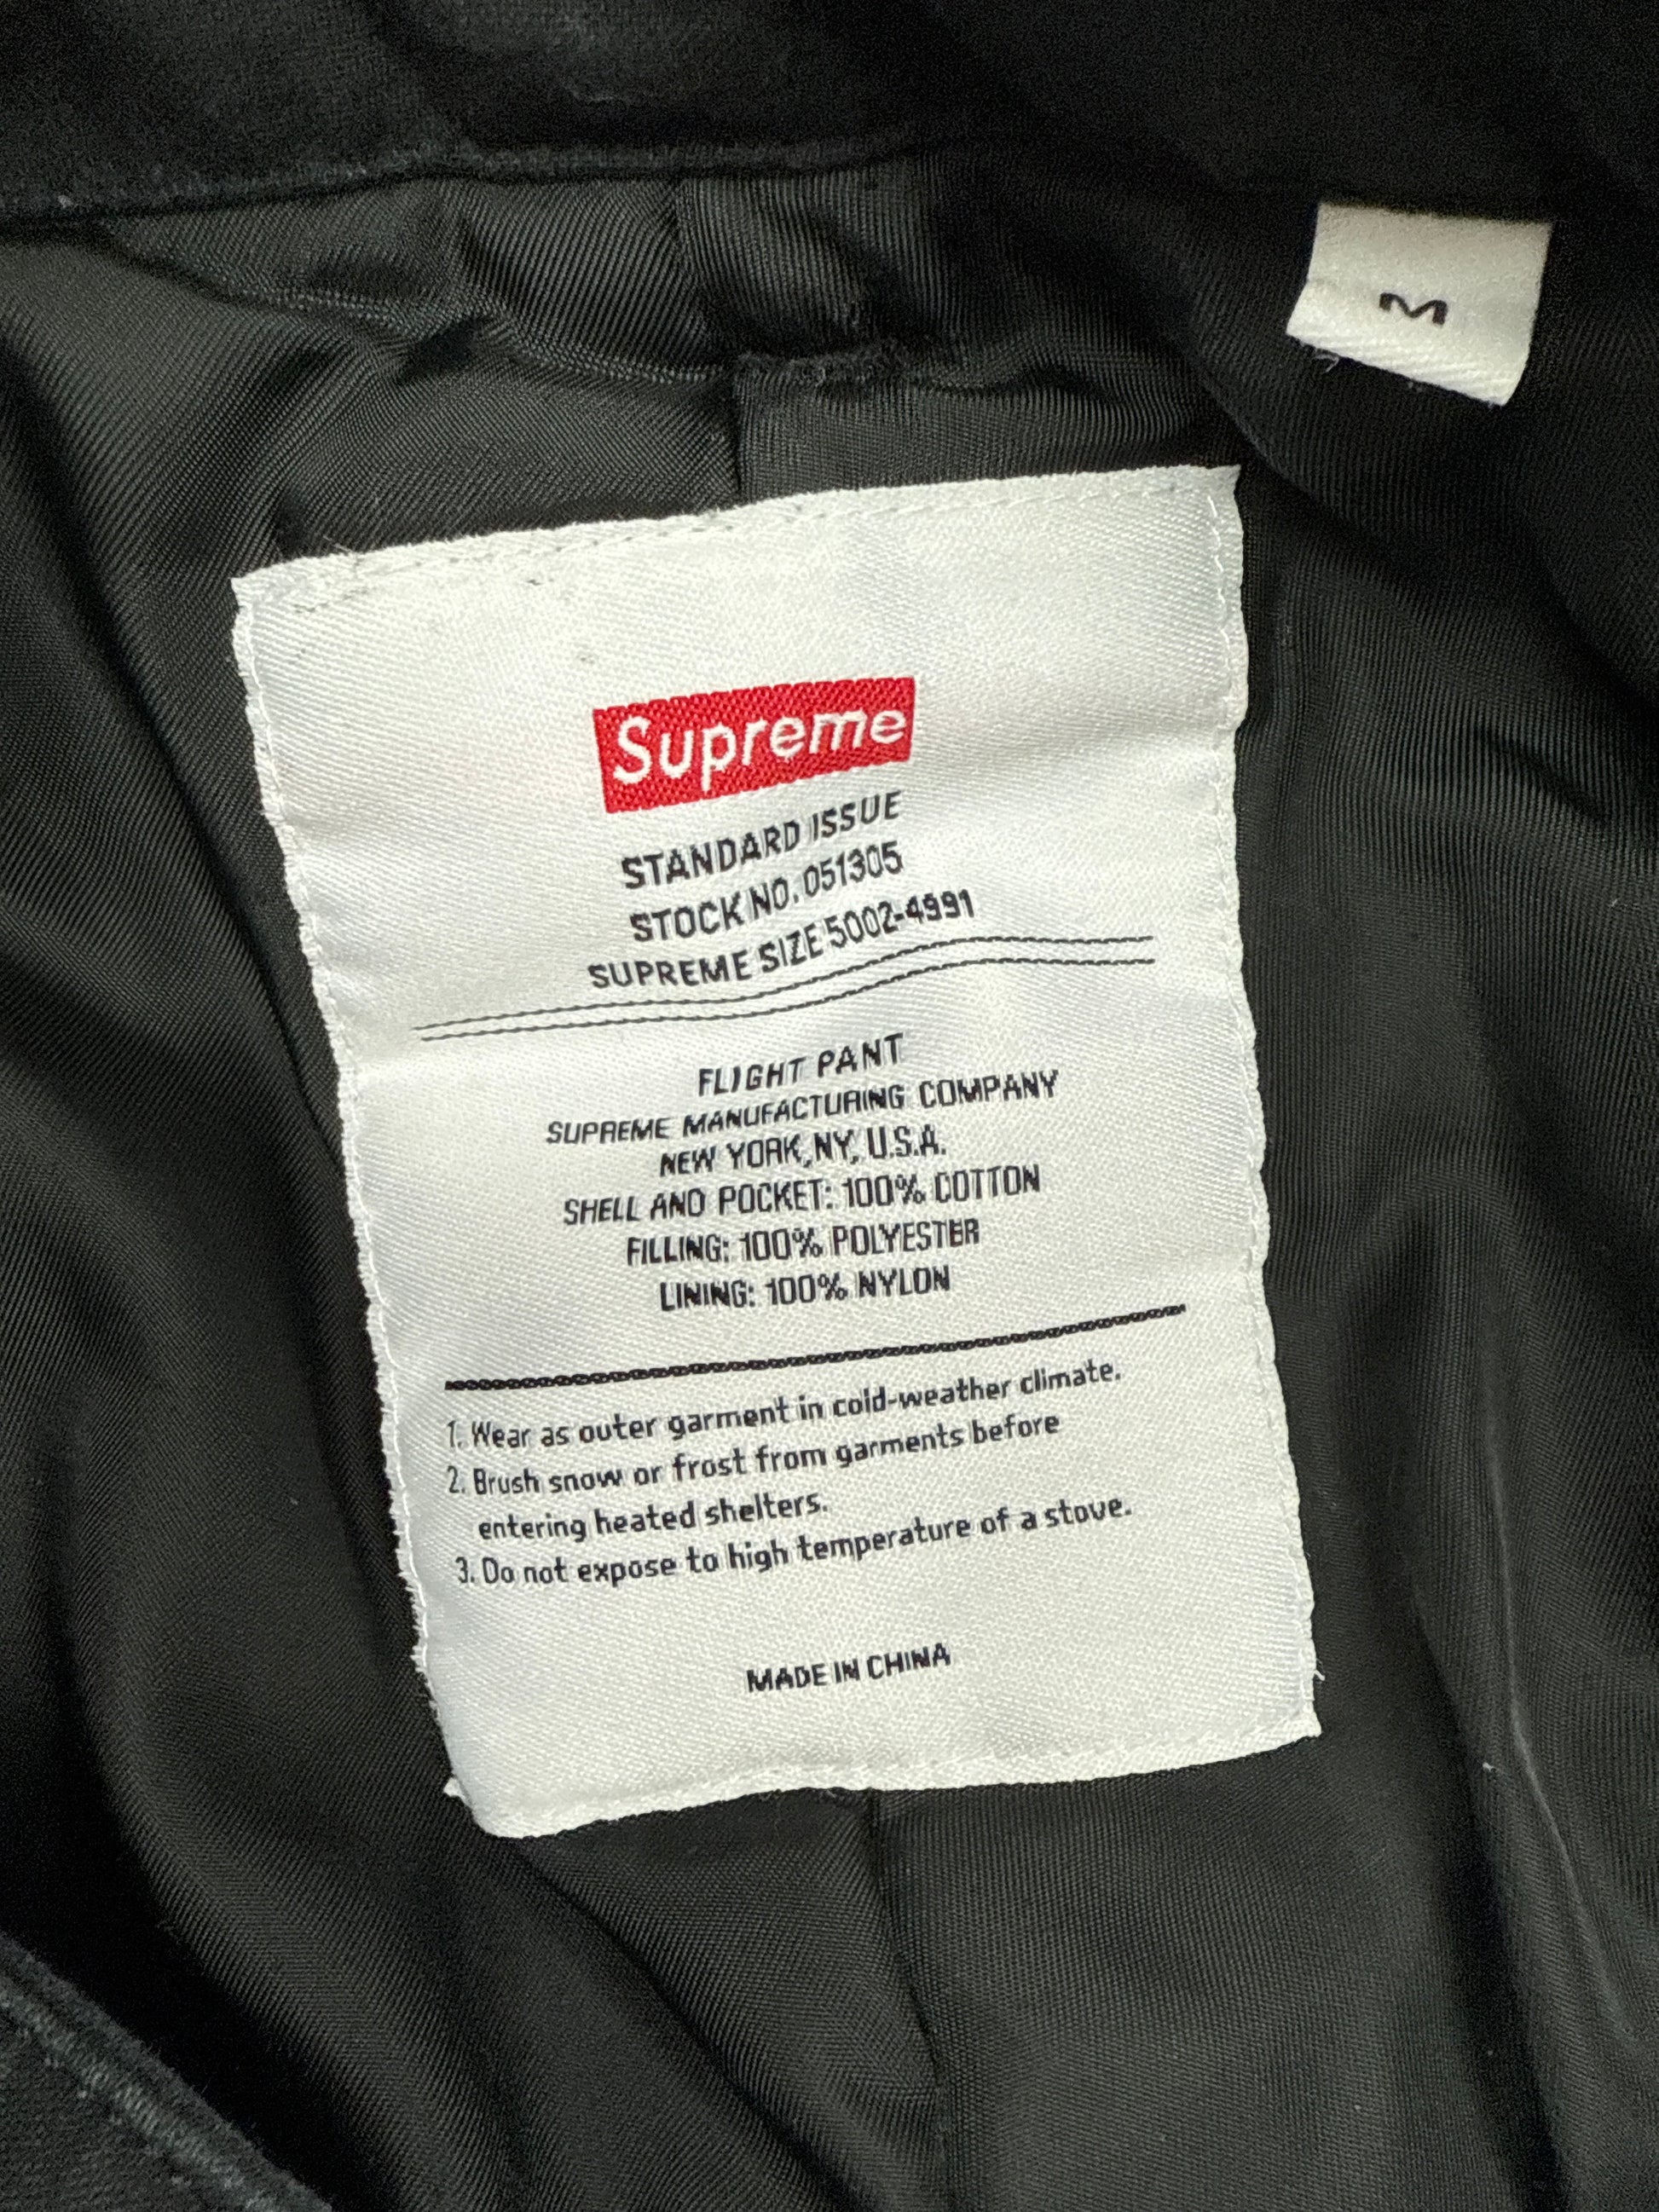 M
Supreme
STANDARD ISSUE
STOCK NO. 051305
SUPREME SIZE 5002-4991
FLIGHT PANT
SUPREME MANUFACTURING COMPANY
NEW YORK, NY, U.S.A.
SHELL AND POCKET: 100% COTTON
FILLING: 100% POLYESTER
LINING: 100% NYLON
1. Wear as outer garment in cold-weather climate.
2. Brush snow or frost from garments before
entering heated shelters.
3. Do not expose to high temperature of a stove.
MADE IN CHINA